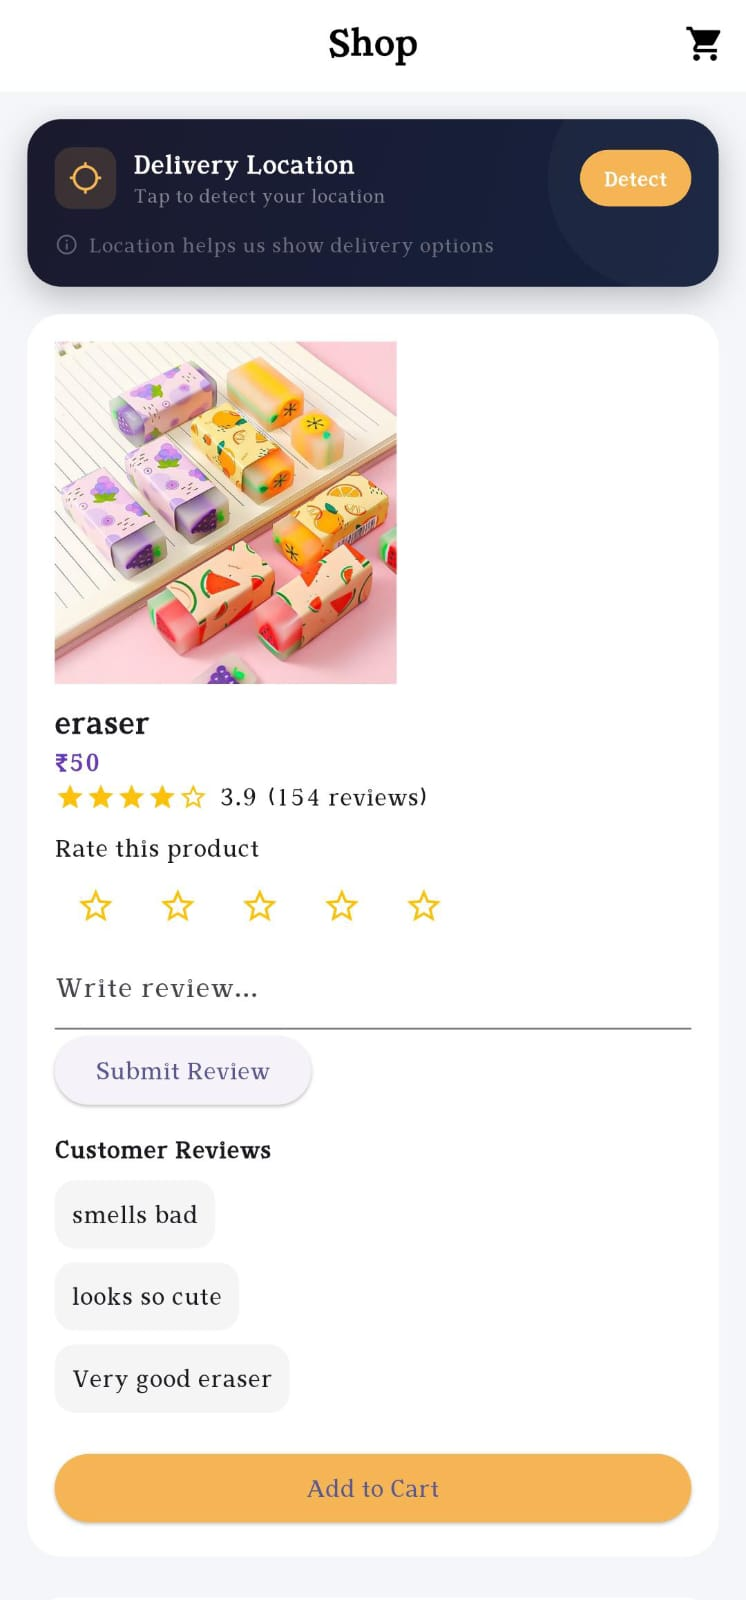 Shop
Delivery Location
Tap to detect your location
Detect
Location helps us show delivery options
eraser
₹50
3.9 (154 reviews)
Rate this product
Write review...
Submit Review
Customer Reviews
smells bad
looks so cute
Very good eraser
Add to Cart